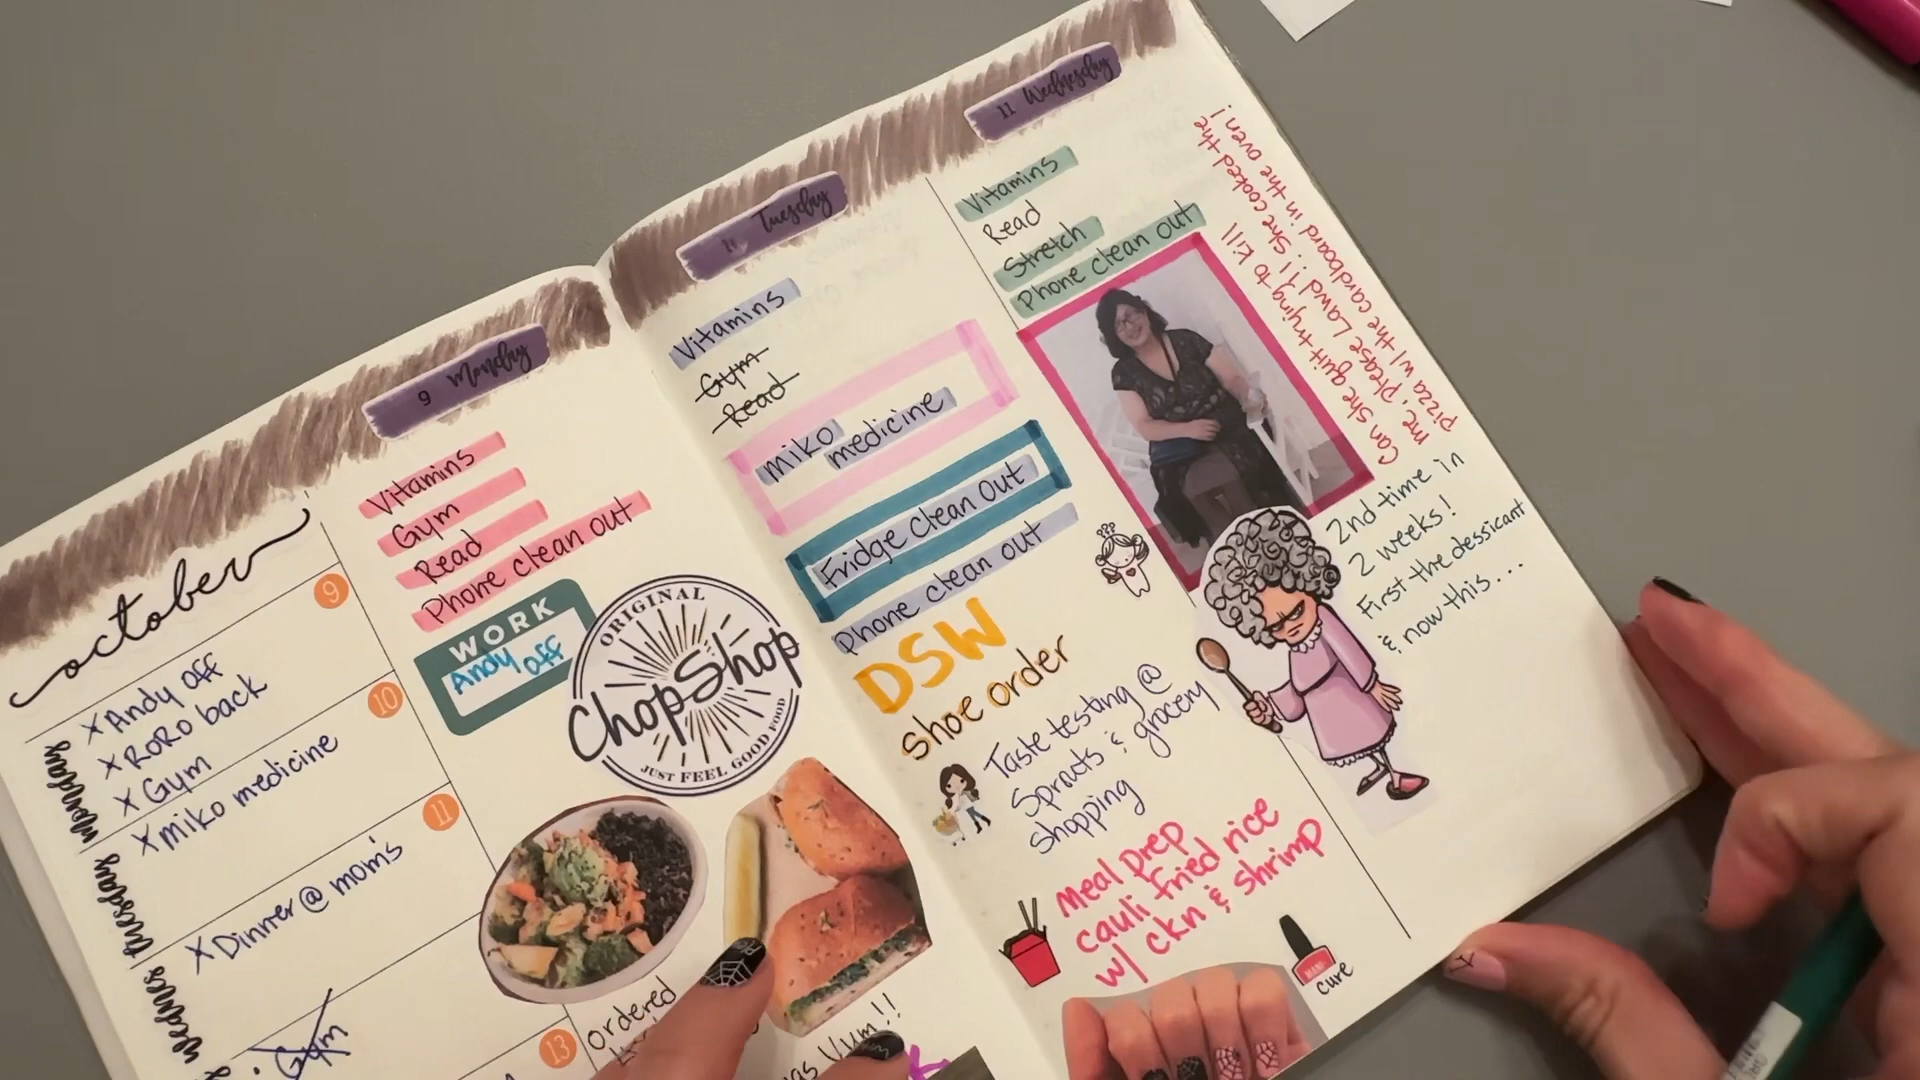 october
monday
9
X Andy off
X RORO back
X Gym
tuesday
10
X miko medicine
wednes
11
X Dinner @ mom's
Gym
13
9 Monday
Vitamins
Gym
Read
Phone clean out
WORK
Andy off
ORIGINAL
ChopShop
JUST FEEL GOOD FOOD
ordered
Yum!!
Tuesday
Vitamins
Gym
Read
miko
medicine
Fridge Clean Out
Phone clean out
DSW
shoe order
Taste testing @
Sprouts & grocery
shopping
Meal prep
cauli fried rice
w/ ckn & shrimp
MANI
cure
11 Wednesday
Vitamins
Read
Stretch
Phone clean out
Can she quit trying to kill
me, please Lawd!! She cooked the
pizza w/ the cardboard in the oven!
2nd time in
2 weeks!
First the dessicant
& now this...